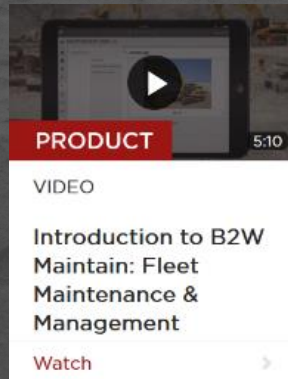 PRODUCT
5:10
VIDEO
Introduction to B2W
Maintain: Fleet
Maintenance &
Management
Watch